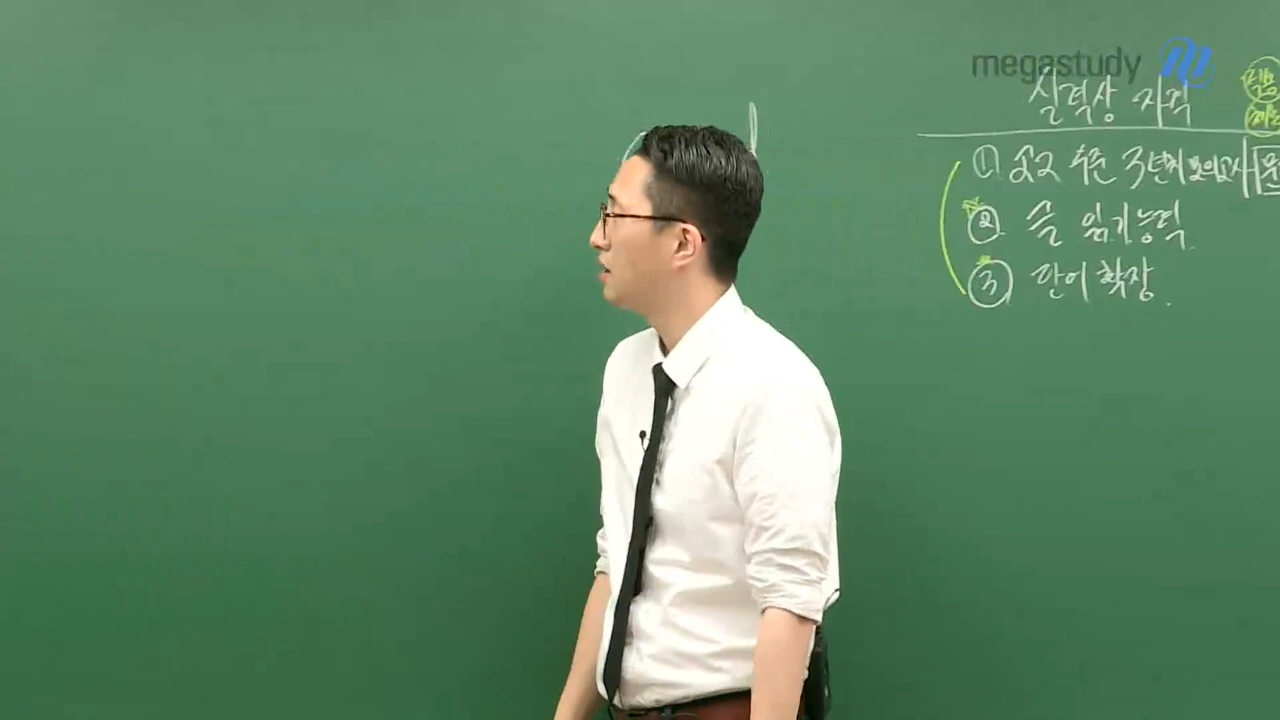 megastudy
실력상 자격
① 고2 수준 3년치 모의고사
② 글 읽기능력.
③ 단어 확장.